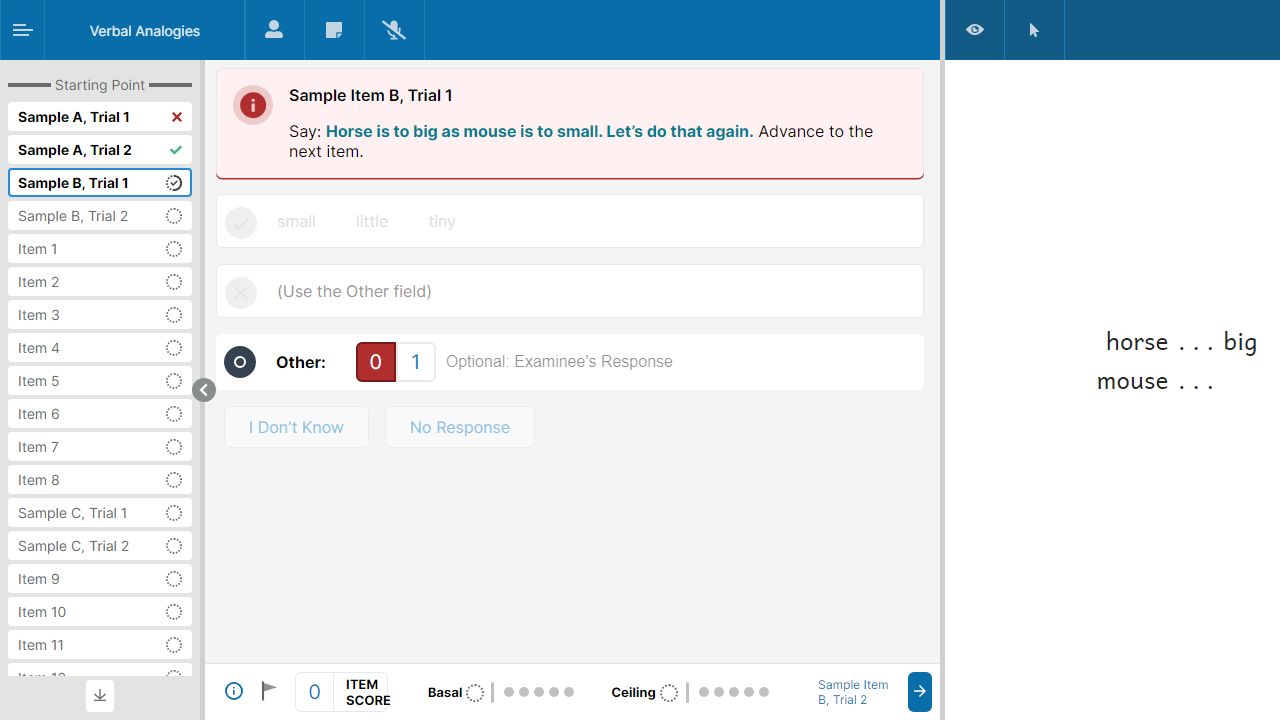 Verbal Analogies
Starting Point
Sample A, Trial 1
Sample A, Trial 2
Sample B, Trial 1
Sample B, Trial 2
Item 1
Item 2
Item 3
Item 4
Item 5
Item 6
Item 7
Item 8
Sample C, Trial 1
Sample C, Trial 2
Item 9
Item 10
Item 11
Item 12
Sample Item B, Trial 1
Say: Horse is to big as mouse is to small. Let’s do that again. Advance to the
next item.
small little tiny
(Use the Other field)
Other: 0 1 Optional: Examinee's Response
I Don’t Know No Response
0 ITEM
SCORE
Basal
Ceiling
Sample Item
B, Trial 2
horse ... big
mouse ...